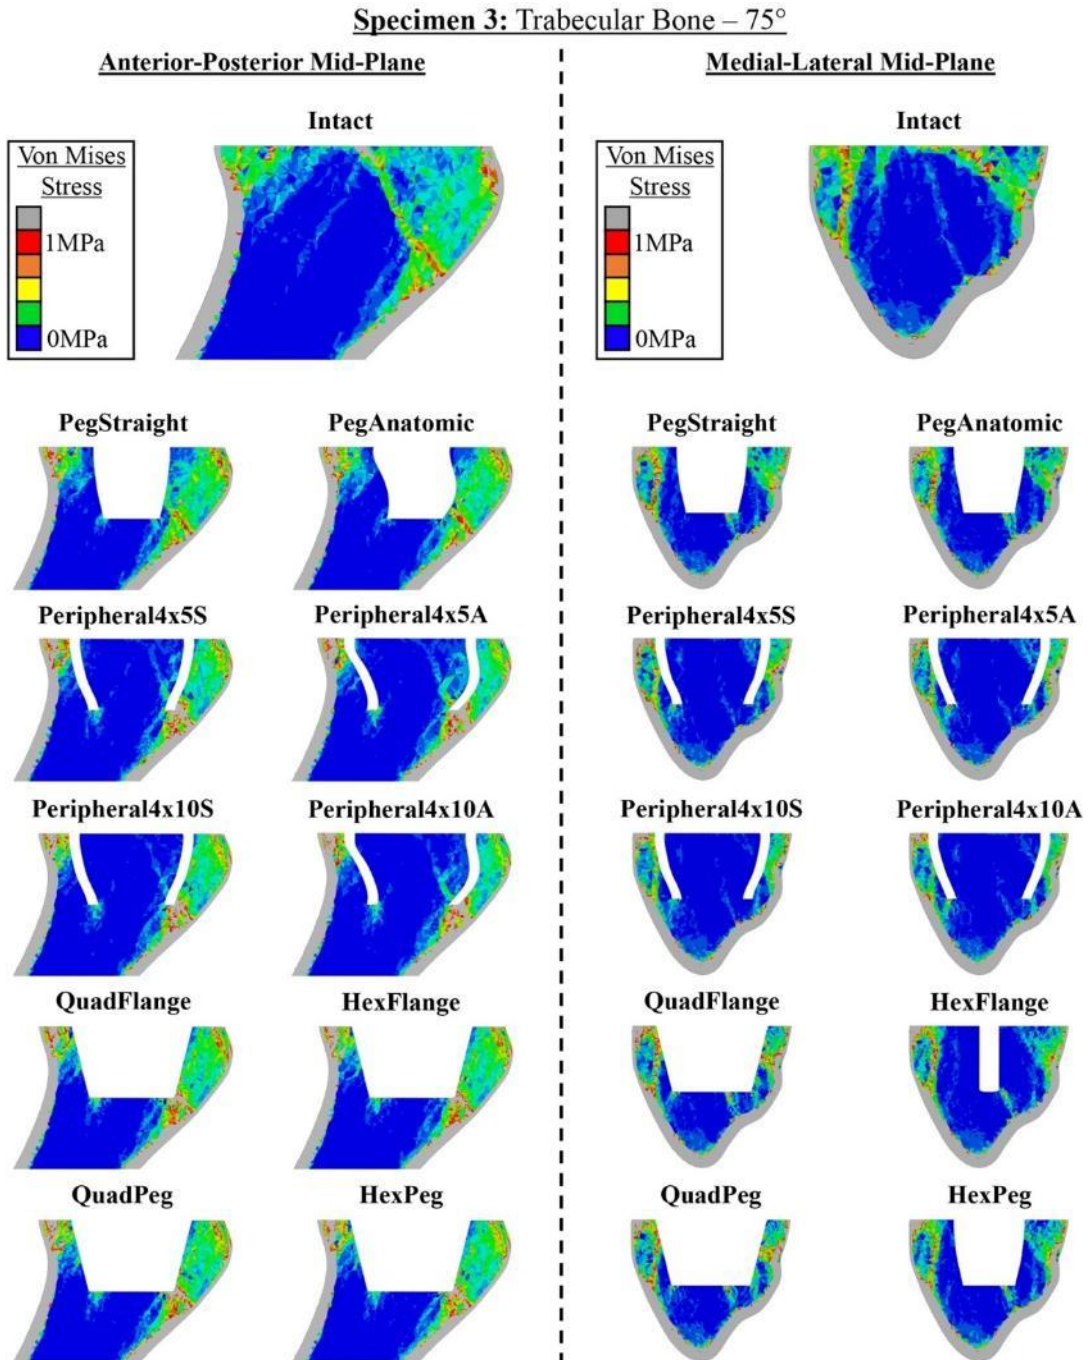 Specimen 3: Trabecular Bone – 75°
Anterior-Posterior Mid-Plane
Intact
Von Mises
Stress
1MPa
0MPa
PegStraight PegAnatomic
Peripheral4x5S Peripheral4x5A
Peripheral4x10S Peripheral4x10A
QuadFlange HexFlange
QuadPeg HexPeg
Medial-Lateral Mid-Plane
Intact
Von Mises
Stress
1MPa
0MPa
PegStraight PegAnatomic
Peripheral4x5S Peripheral4x5A
Peripheral4x10S Peripheral4x10A
QuadFlange HexFlange
QuadPeg HexPeg